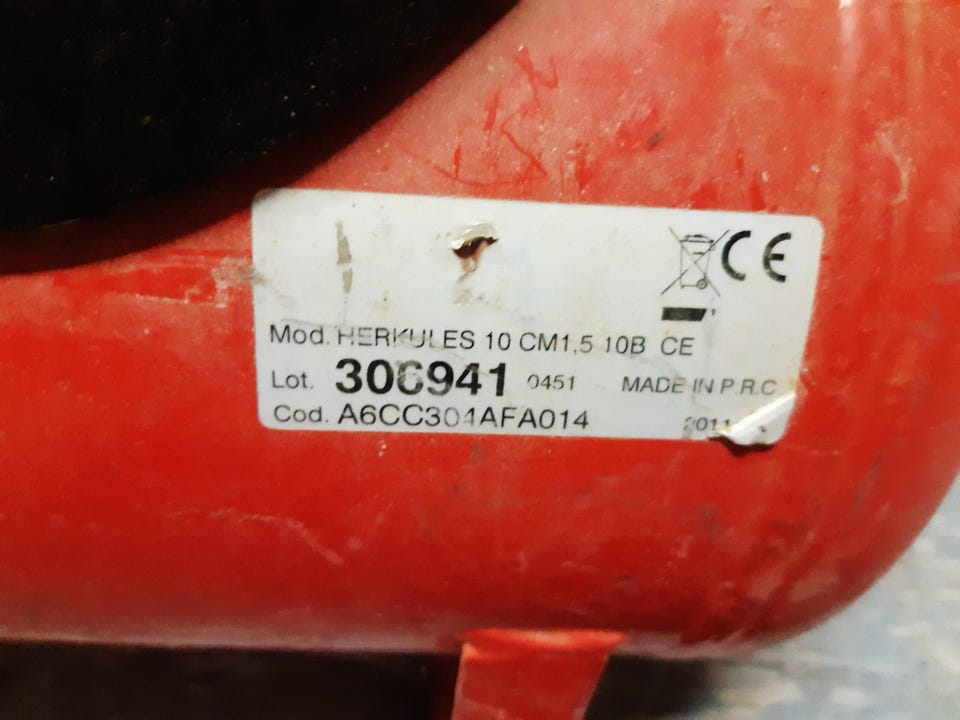 CE
Mod. HERKULES 10 CM1,5 10B CE
Lot. 306941 0451 MADE IN P.R.C
Cod. A6CC304AFA014 2011